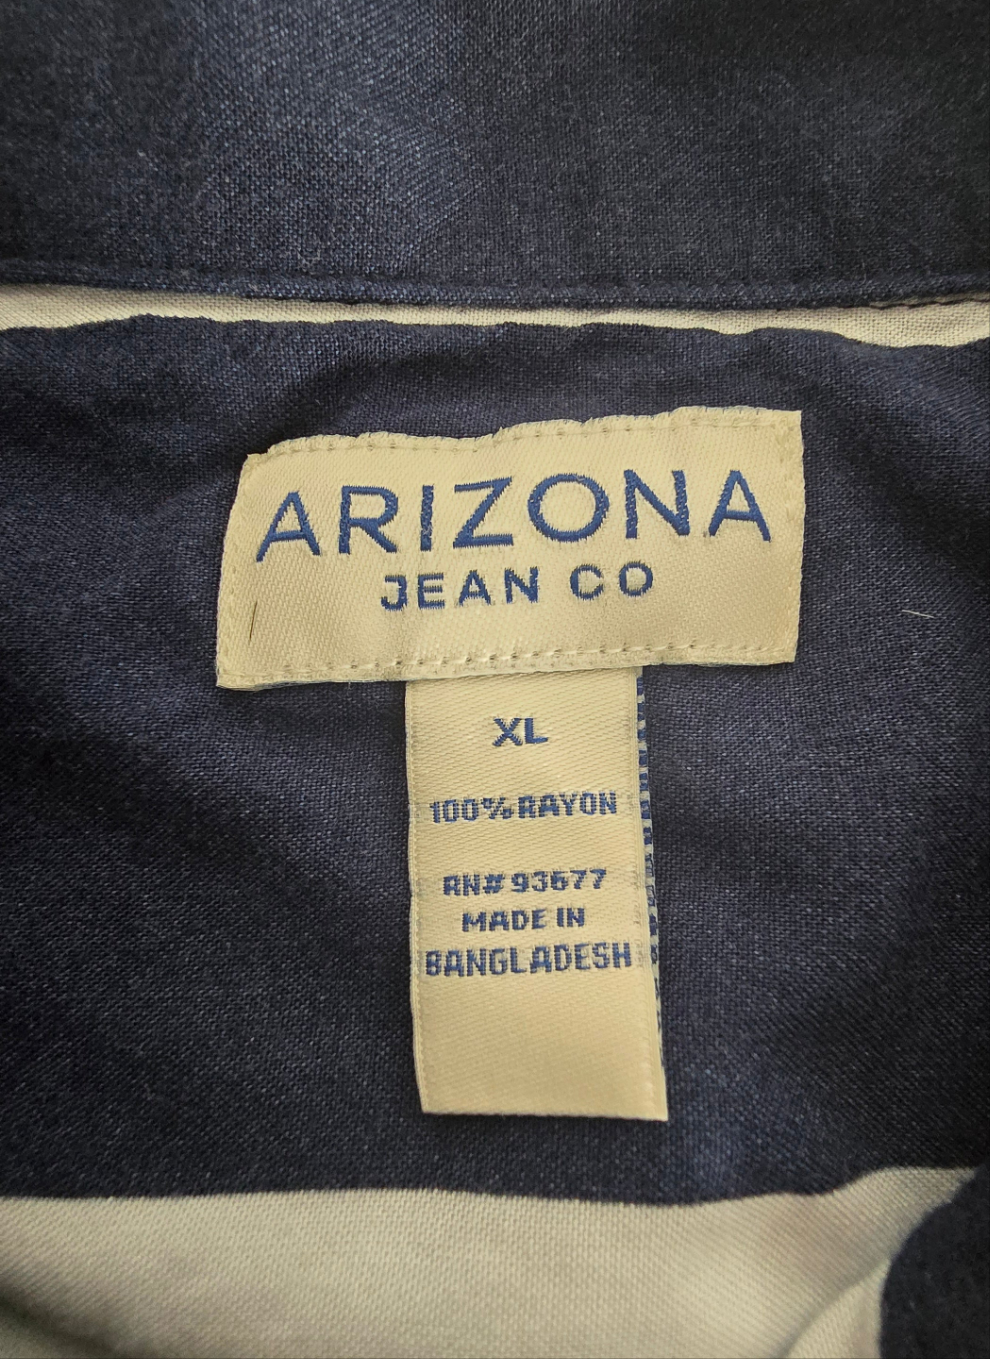 ARIZONA
JEAN CO
XL
100% RAYON
RN# 93677
MADE IN
BANGLADESH